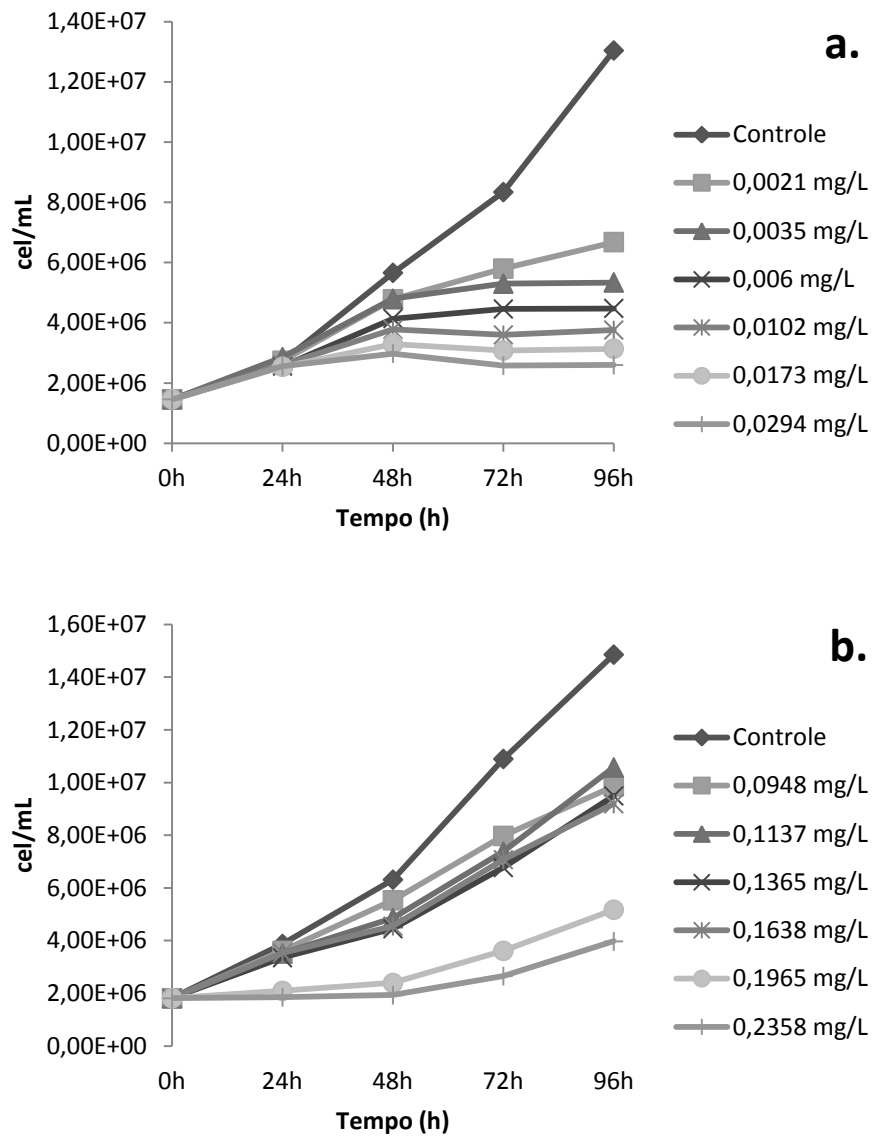 a.
1,40E+07
1,20E+07
1,00E+07
8,00E+06
6,00E+06
4,00E+06
2,00E+06
0,00E+00
cel/mL
0h 24h 48h 72h 96h
Tempo (h)
Controle
0,0021 mg/L
0,0035 mg/L
0,006 mg/L
0,0102 mg/L
0,0173 mg/L
0,0294 mg/L
b.
1,60E+07
1,40E+07
1,20E+07
1,00E+07
8,00E+06
6,00E+06
4,00E+06
2,00E+06
0,00E+00
cel/mL
0h 24h 48h 72h 96h
Tempo (h)
Controle
0,0948 mg/L
0,1137 mg/L
0,1365 mg/L
0,1638 mg/L
0,1965 mg/L
0,2358 mg/L